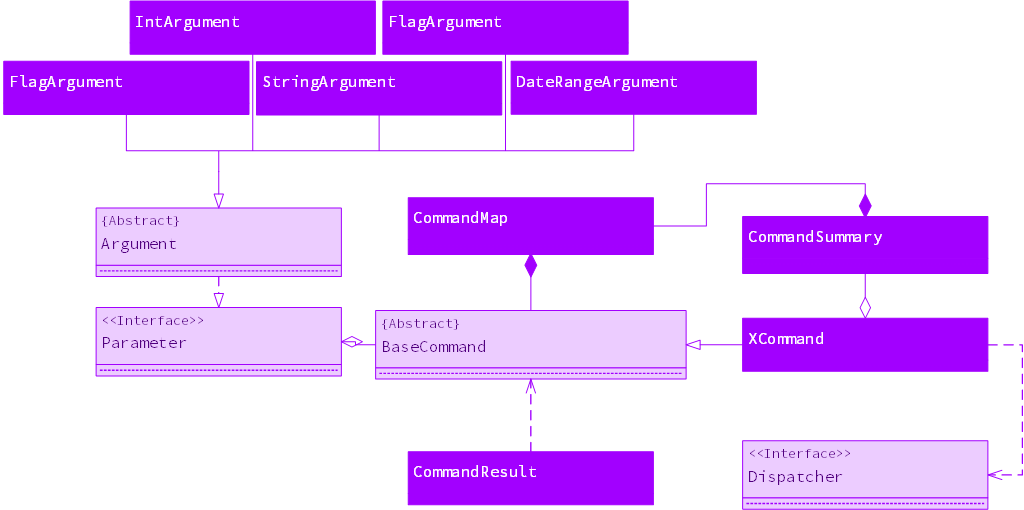 IntArgument
FlagArgument
FlagArgument
StringArgument
DateRangeArgument
{Abstract}
Argument
CommandMap
CommandSummary
<<Interface>>
Parameter
{Abstract}
BaseCommand
XCommand
CommandResult
<<Interface>>
Dispatcher